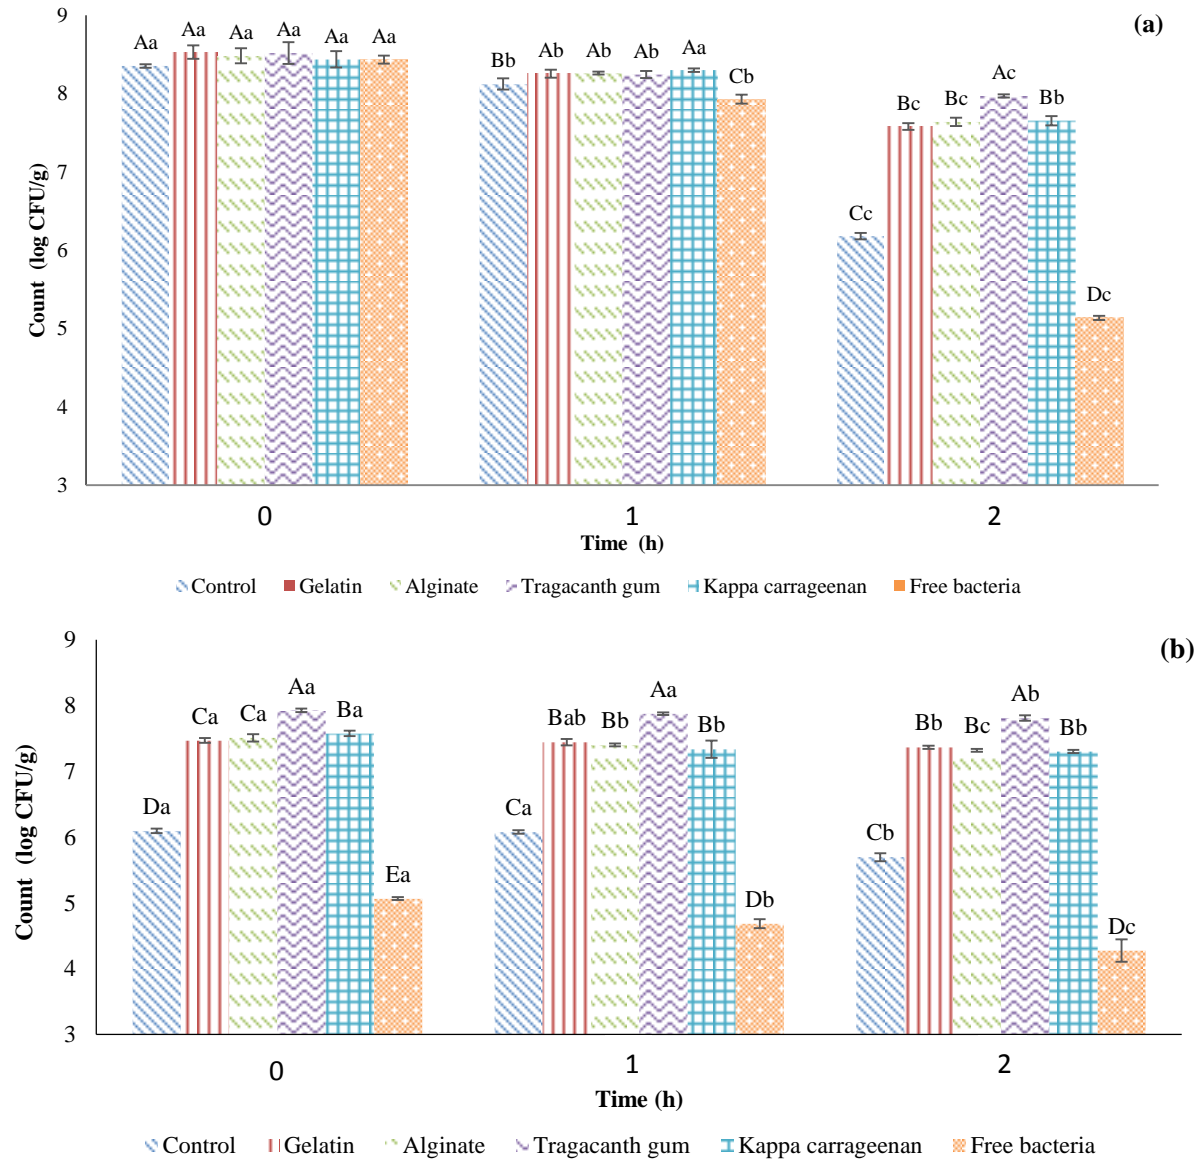 (a)
Count (log CFU/g)
9
8
7
6
5
4
3
Aa Aa Aa Aa Aa Aa
Bb Ab Ab Ab Aa Cb
Cc Bc Bc Ac Bb Dc
0 1 2
Time (h)
Control Gelatin Alginate Tragacanth gum Kappa carrageenan Free bacteria
(b)
Count (log CFU/g)
9
8
7
6
5
4
3
Da Ca Ca Aa Ba Ea
Ca Bab Bb Aa Bb Db
Cb Bb Bc Ab Bb Dc
0 1 2
Time (h)
Control Gelatin Alginate Tragacanth gum Kappa carrageenan Free bacteria